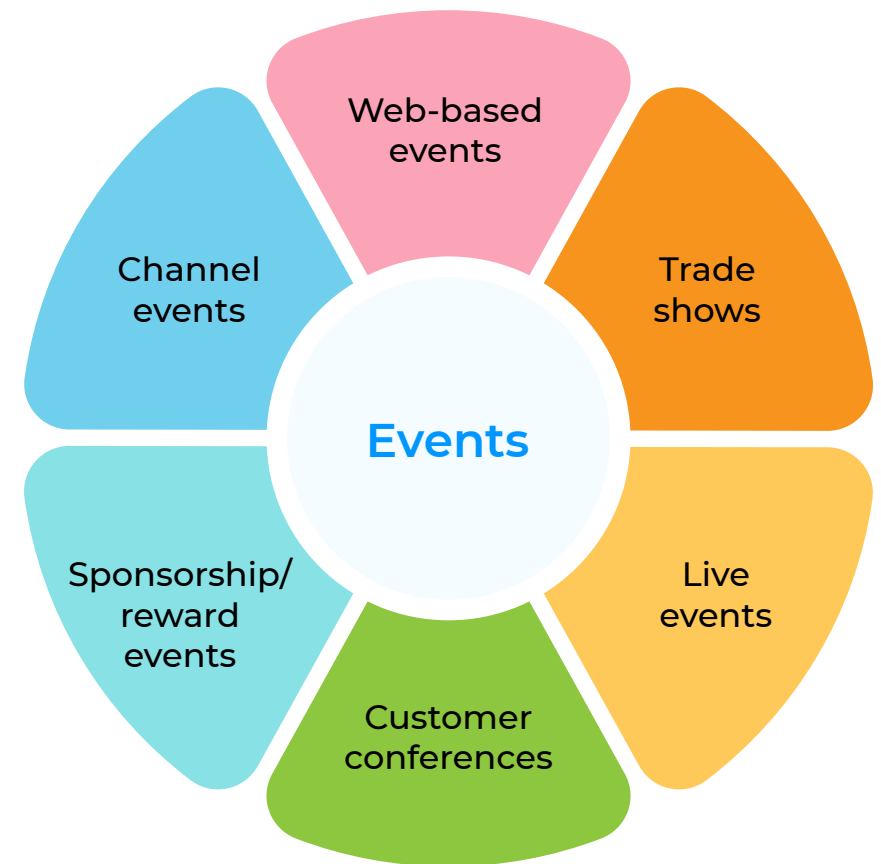 Web-based
events
Trade
shows
Live
events
Customer
conferences
Sponsorship/
reward
events
Channel
events
Events